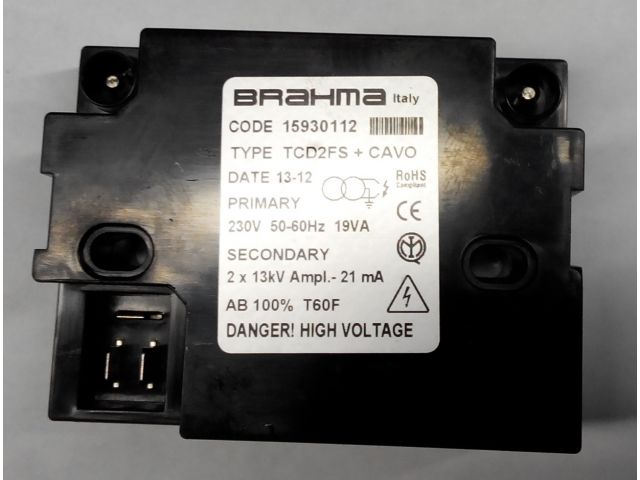 BRAHMA Italy
CODE 15930112
TYPE TCD2FS + CAVO
DATE 13-12
RoHS
Compliant
PRIMARY
CE
230V 50-60Hz 19VA
SECONDARY
2 x 13kV Ampl.- 21 mA
AB 100% T60F
DANGER! HIGH VOLTAGE